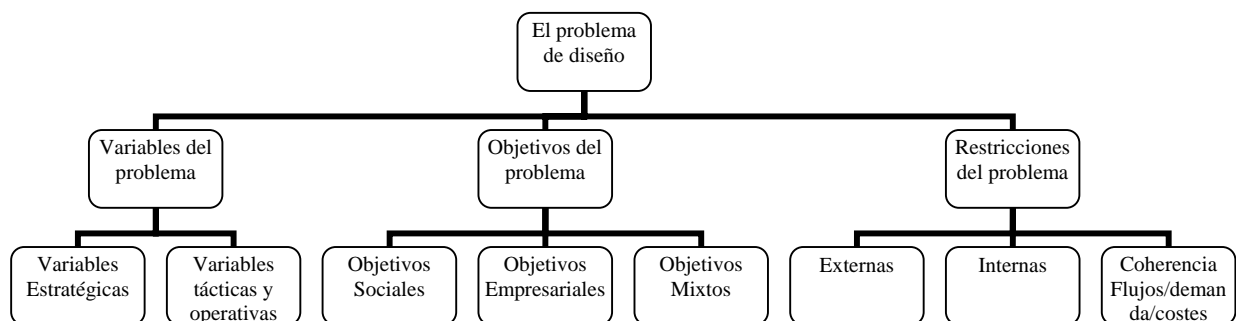 El problema
de diseño
Variables del
problema
Objetivos del
problema
Restricciones
del problema
Variables
Estratégicas
Variables
tácticas y
operativas
Objetivos
Sociales
Objetivos
Empresariales
Objetivos
Mixtos
Externas
Internas
Coherencia
Flujos/deman
da/costes